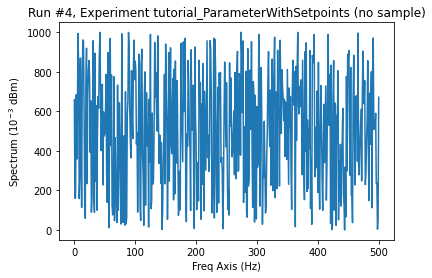 Run #4, Experiment tutorial_ParameterWithSetpoints (no sample)
1000
800
600
400
200
0
Spectrum (10⁻³ dBm)
0 100 200 300 400 500
Freq Axis (Hz)